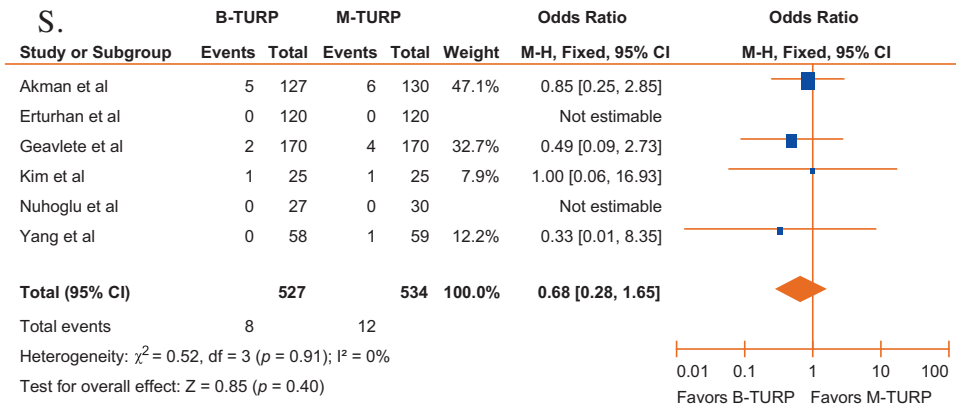 S.
B-TURP M-TURP Odds Ratio Odds Ratio
Study or Subgroup Events Total Events Total Weight M-H, Fixed, 95% CI M-H, Fixed, 95% CI
Akman et al 5 127 6 130 47.1% 0.85 [0.25, 2.85]
Erturhan et al 0 120 0 120 Not estimable
Geavlete et al 2 170 4 170 32.7% 0.49 [0.09, 2.73]
Kim et al 1 25 1 25 7.9% 1.00 [0.06, 16.93]
Nuhoglu et al 0 27 0 30 Not estimable
Yang et al 0 58 1 59 12.2% 0.33 [0.01, 8.35]
Total (95% CI) 527 534 100.0% 0.68 [0.28, 1.65]
Total events 8 12
Heterogeneity: χ² = 0.52, df = 3 (p = 0.91); I² = 0%
Test for overall effect: Z = 0.85 (p = 0.40)
0.01 0.1 1 10 100
Favors B-TURP Favors M-TURP